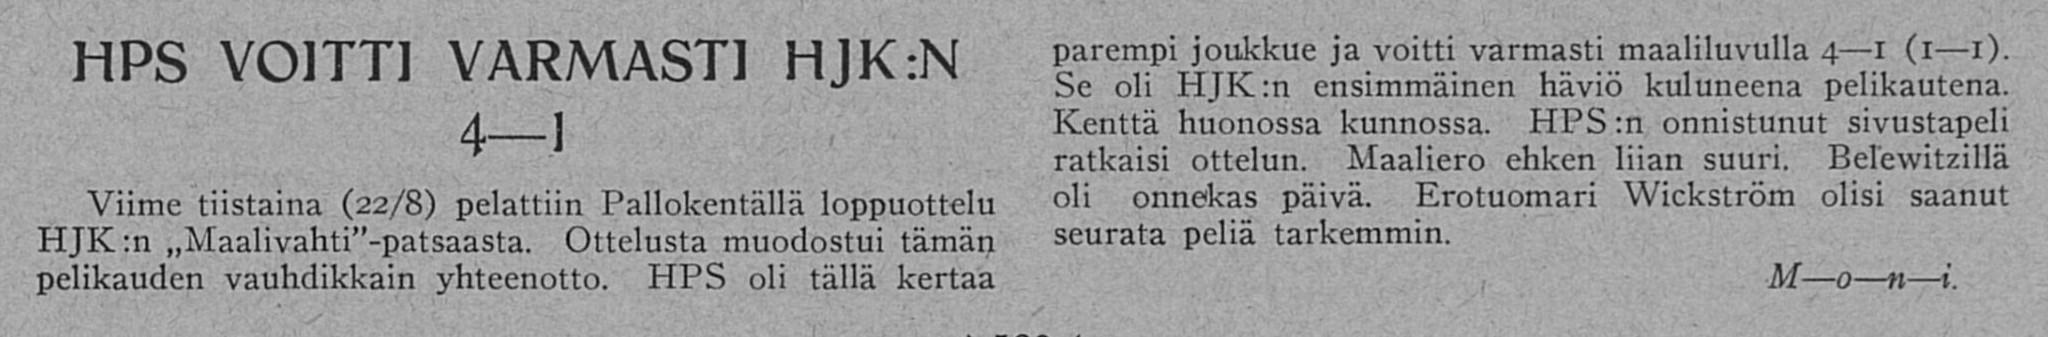 HPS VOITTI VARMASTI HJK:N
4—1
Viime tiistaina (22/8) pelattiin Pallokentällä loppuottelu
HJK:n „Maalivahti”-patsaasta. Ottelusta muodostui tämän
pelikauden vauhdikkain yhteenotto. HPS oli tällä kertaa
parempi joukkue ja voitti varmasti maaliluvulla 4—1 (1—1).
Se oli HJK:n ensimmäinen häviö kuluneena pelikautena.
Kenttä huonossa kunnossa. HPS:n onnistunut sivustapeli
ratkaisi ottelun. Maaliero ehken liian suuri. Belewitzillä
oli onnekas päivä. Erotuomari Wickström olisi saanut
seurata peliä tarkemmin.
M—o—n—i.